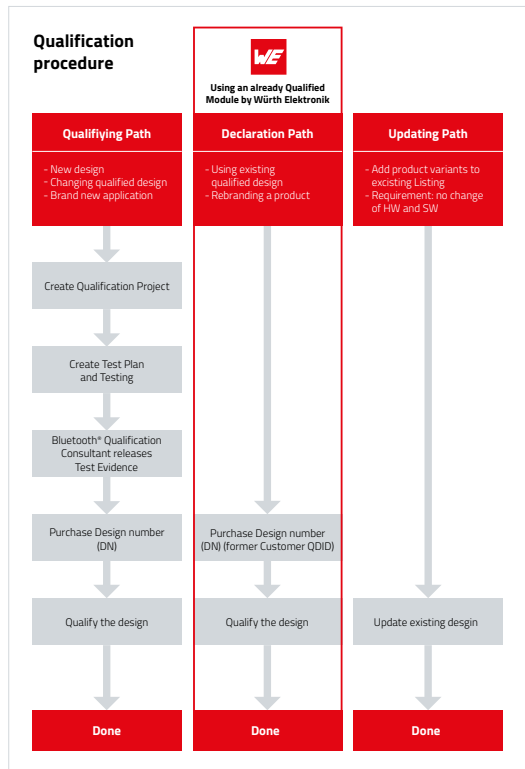 Qualification
procedure
WE
Using an already Qualified
Module by Würth Elektronik
Qualifiying Path
- New design
- Changing qualified design
- Brand new application
Create Qualification Project
Create Test Plan
and Testing
Bluetooth® Qualification
Consultant releases
Test Evidence
Purchase Design number
(DN)
Qualify the design
Done
Declaration Path
- Using existing
qualified design
- Rebranding a product
Purchase Design number
(DN) (former Customer QDID)
Qualify the design
Done
Updating Path
- Add product variants to
excisting Listing
- Requirement: no change
of HW and SW
Update existing desgin
Done